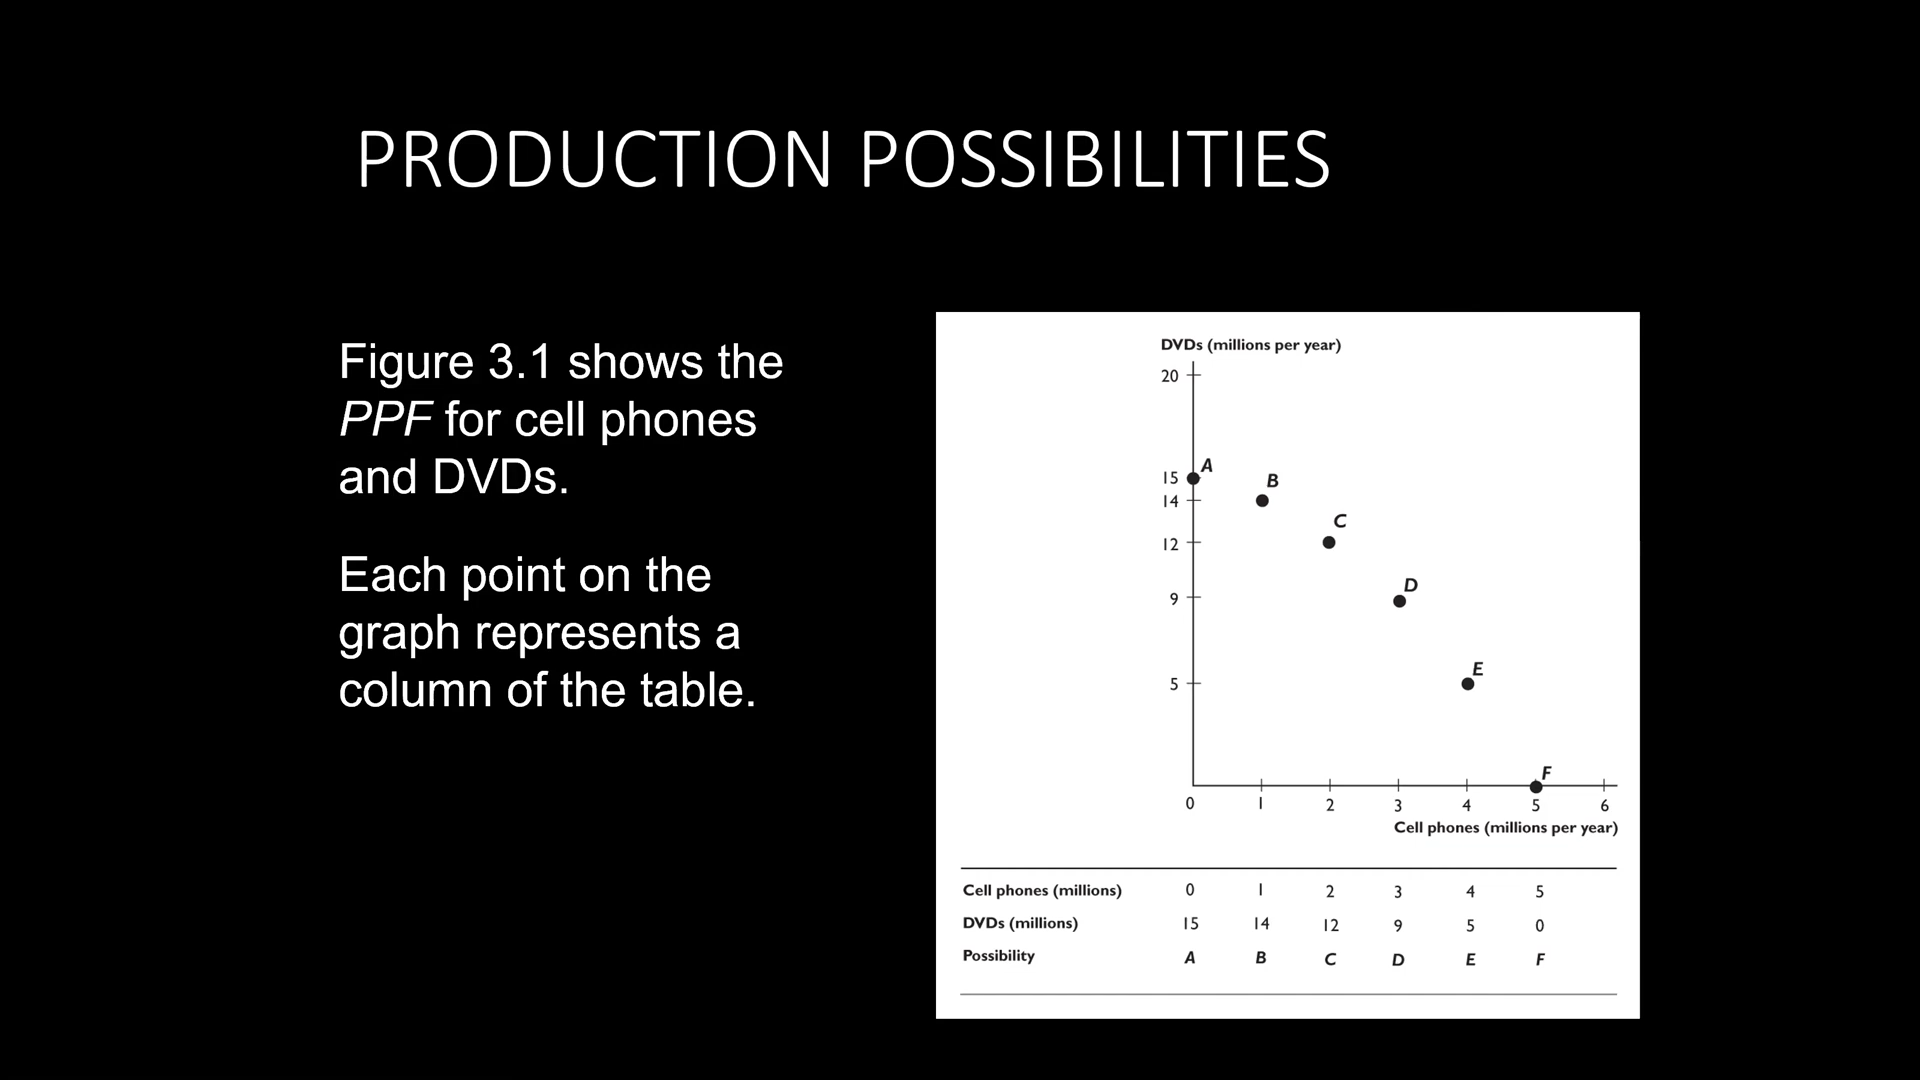 PRODUCTION POSSIBILITIES
Figure 3.1 shows the
PPF for cell phones
and DVDs.
Each point on the
graph represents a
column of the table.
DVDs (millions per year)
20
15
14
12
9
5
A
B
C
D
E
F
0 1 2 3 4 5 6
Cell phones (millions per year)
Cell phones (millions) 0 1 2 3 4 5
DVDs (millions) 15 14 12 9 5 0
Possibility A B C D E F